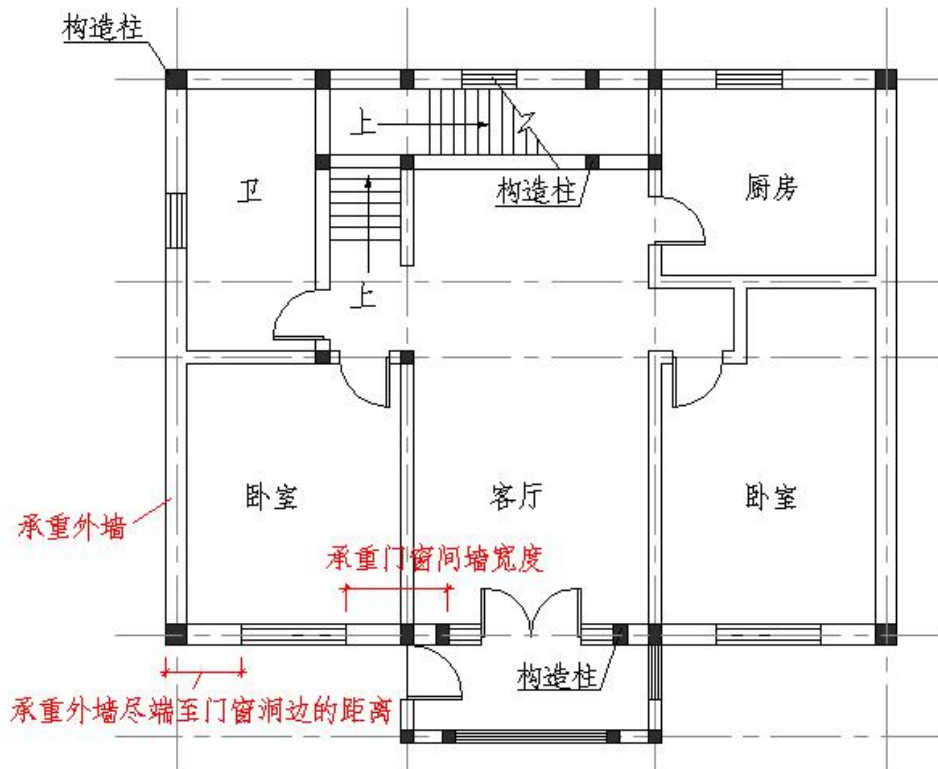 构造柱
上
卫
构造柱
厨房
上
卧室
客厅
卧室
承重外墙
承重门窗间墙宽度
构造柱
承重外墙尽端至门窗洞边的距离